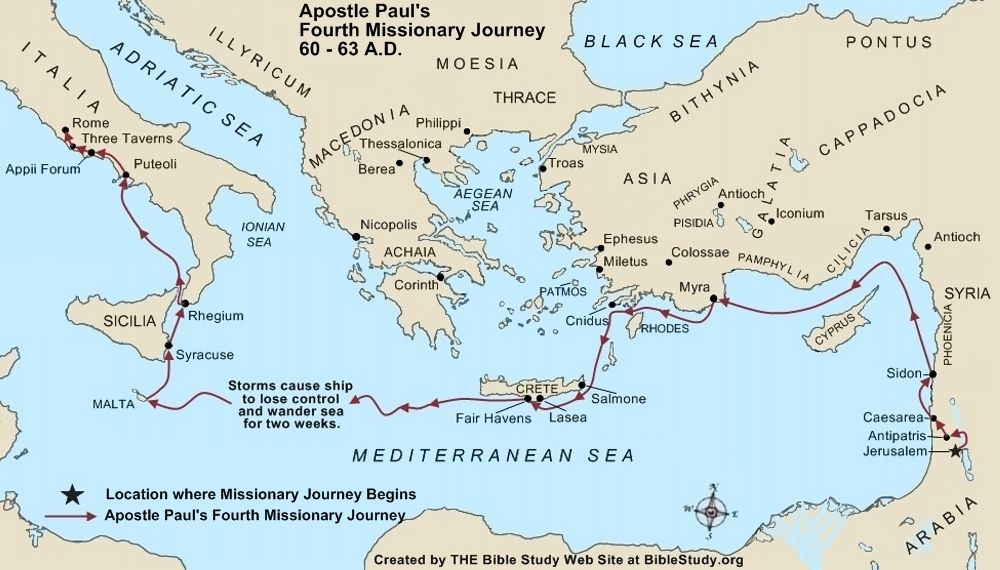 Apostle Paul's
Fourth Missionary Journey
60 - 63 A.D.
BLACK SEA
PONTUS
ILLYRICUM
MOESIA
ITALIA
ADRIATIC SEA
THRACE
BITHYNIA
CAPPADOCIA
MACEDONIA
Philippi
Thessalonica
Berea
Rome
Three Taverns
Appii Forum
Puteoli
MYSIA
Troas
ASIA
GALATIA
PHRYGIA
Antioch
PISIDIA
Iconium
AEGEAN
SEA
IONIAN
SEA
Nicopolis
ACHAIA
Corinth
Ephesus
Miletus
Colossae
PAMPHYLIA
CILICIA
Tarsus
Antioch
PATMOS
Cnidus
RHODES
Myra
CYPRUS
SYRIA
PHOENICIA
SICILIA
Rhegium
Syracuse
MALTA
Storms cause ship
to lose control
and wander sea
for two weeks.
CRETE
Salmone
Fair Havens
Lasea
Sidon
Caesarea
Antipatris
Jerusalem
MEDITERRANEAN SEA
Location where Missionary Journey Begins
Apostle Paul's Fourth Missionary Journey
N
W
E
S
ARABIA
Created by THE Bible Study Web Site at BibleStudy.org